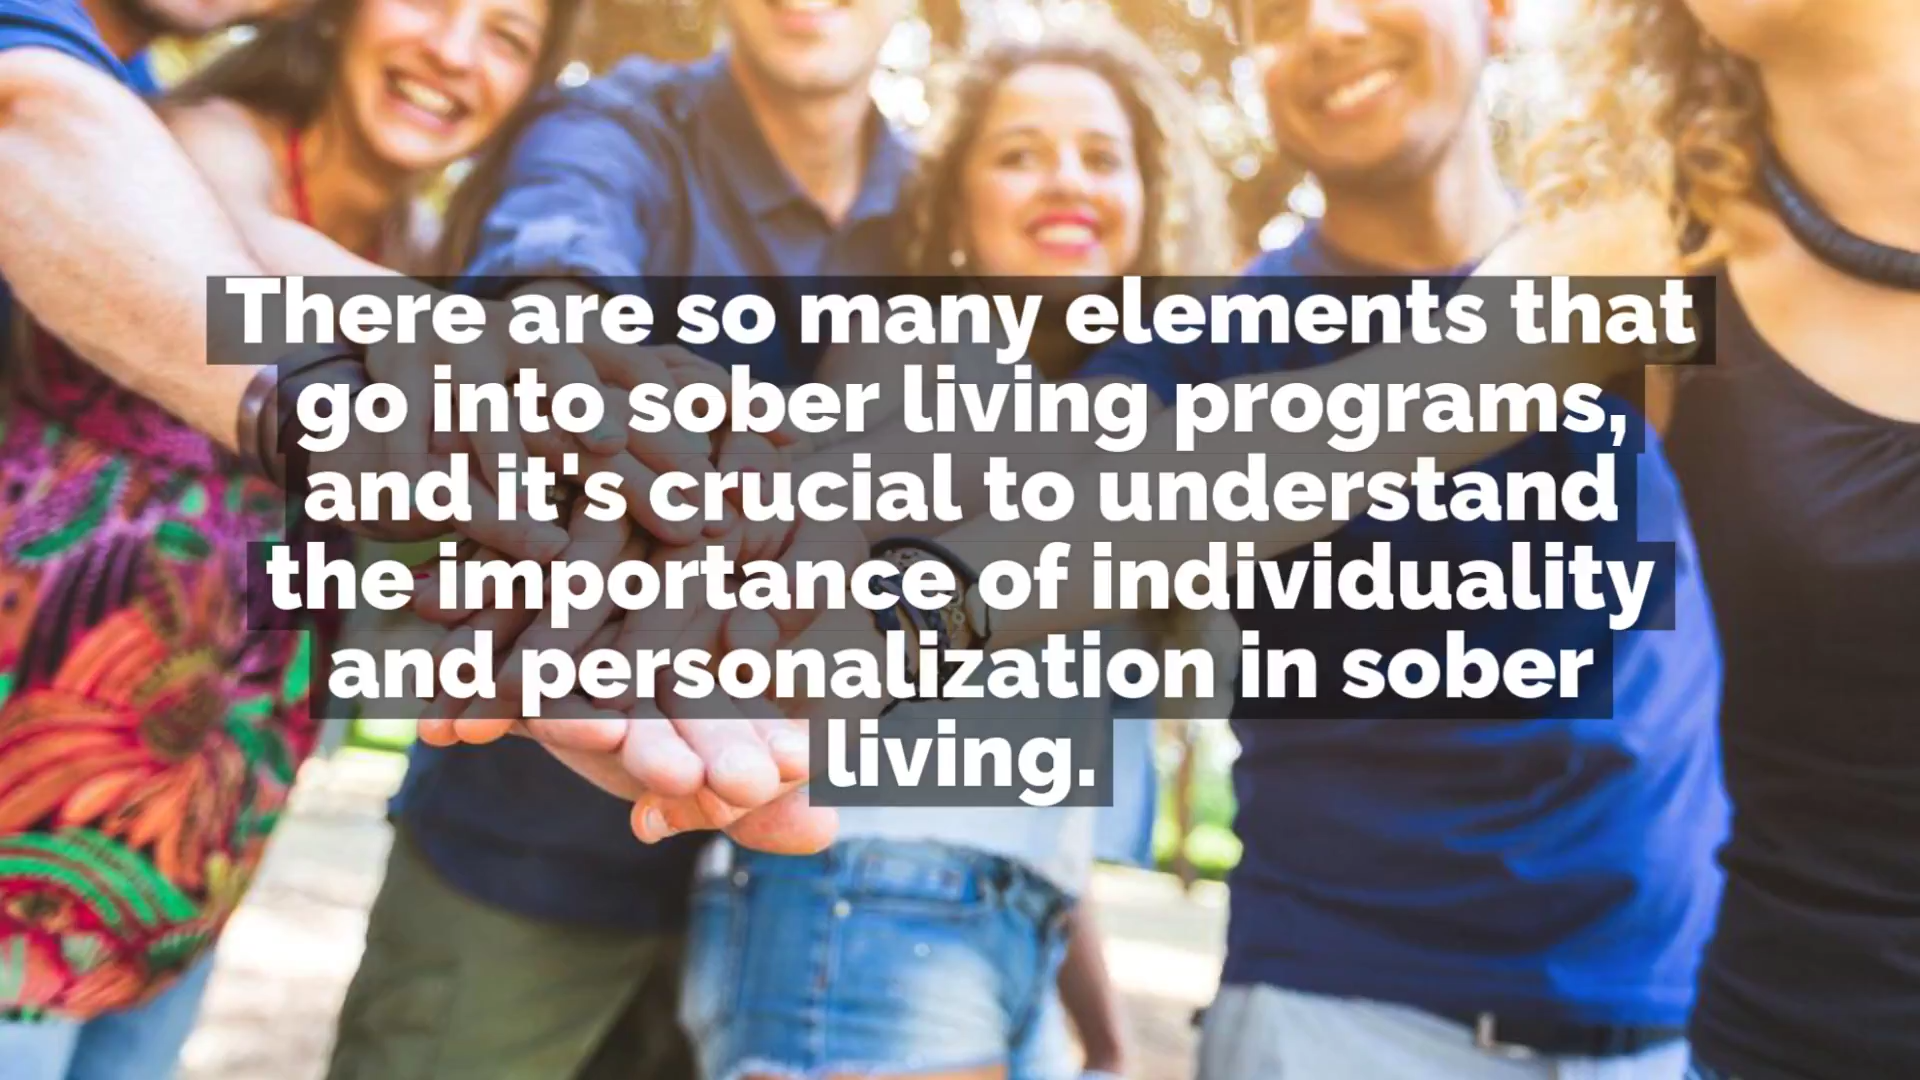 There are so many elements that
go into sober living programs,
and it's crucial to understand
the importance of individuality
and personalization in sober
living.